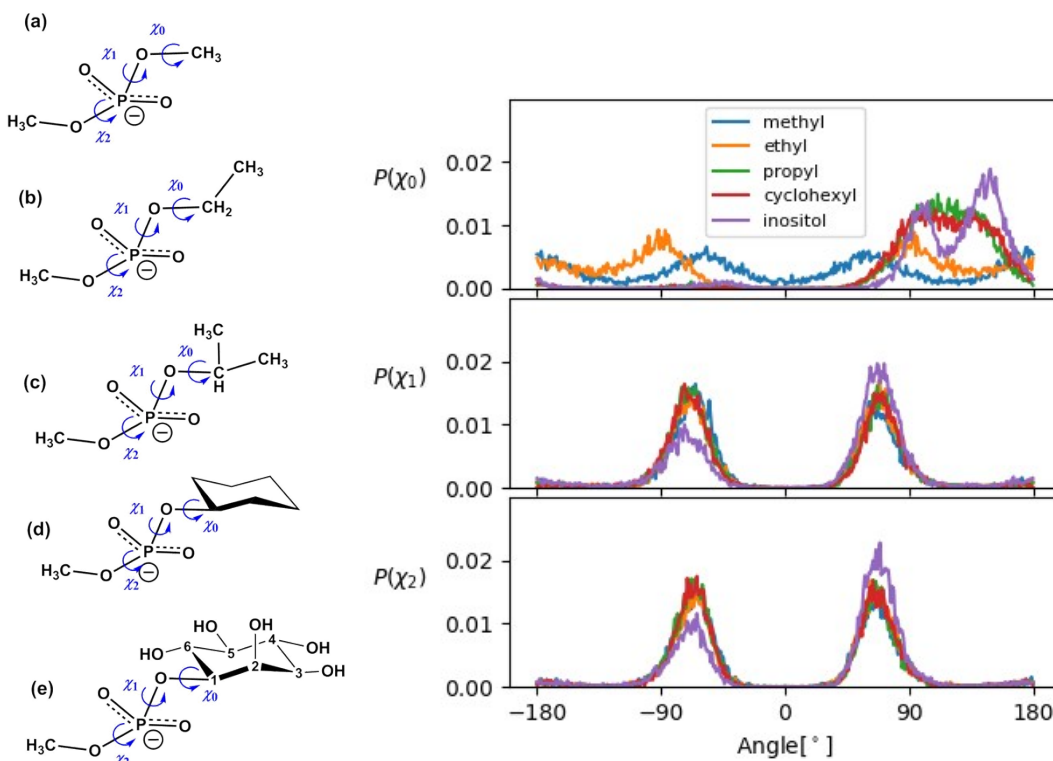 (a)
χ0
χ1
O
CH3
O
P
O
H3C
O
χ2
(b)
CH3
χ0
χ1
O
CH2
O
P
O
H3C
O
χ2
(c)
H3C
χ0
CH3
χ1
O
C
H
O
P
O
H3C
O
χ2
(d)
χ1
O
χ0
O
P
O
H3C
O
χ2
(e)
OH
HO
4
6
5
OH
HO
2
OH
3
O
1
χ1
χ0
O
P
O
H3C
O
χ2
methyl
ethyl
propyl
cyclohexyl
inositol
P(χ0)
0.02
0.01
0.00
P(χ1)
0.02
0.01
0.00
P(χ2)
0.02
0.01
0.00
−180
−90
0
90
180
Angle[°]